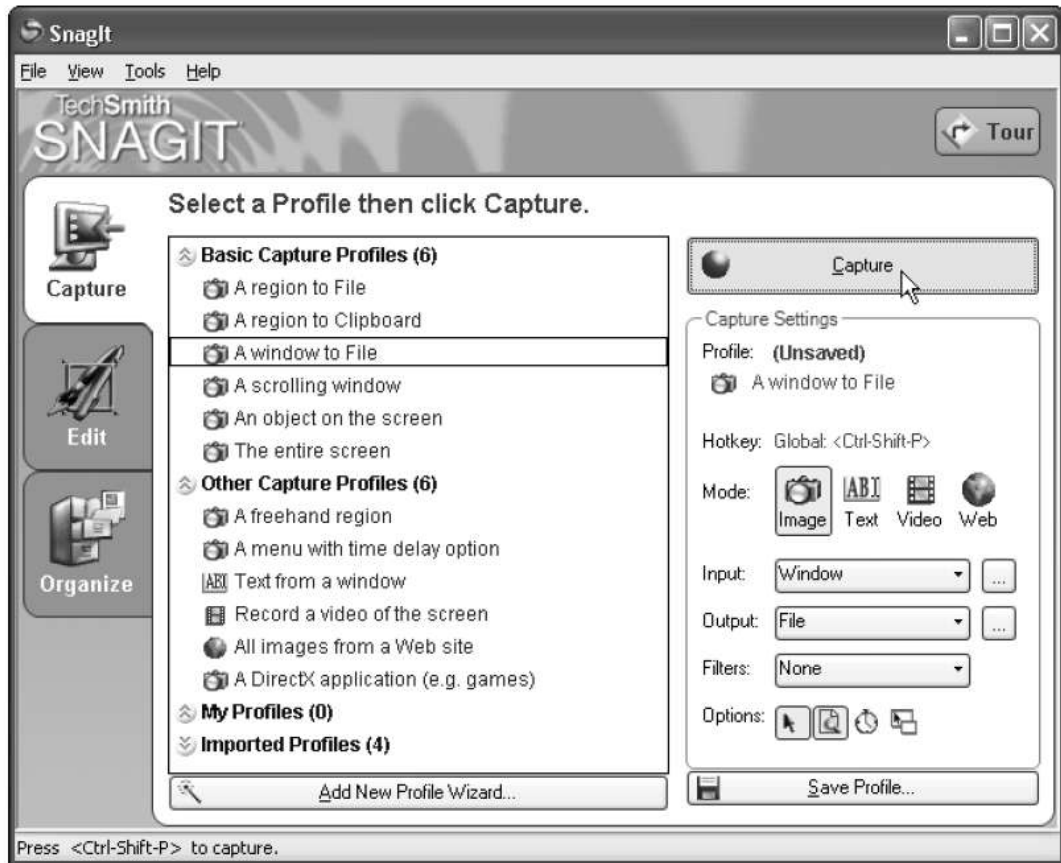 SnagIt
File View Tools Help
TechSmith
SNAGIT
Tour
Select a Profile then click Capture.
Capture
Edit
Organize
Basic Capture Profiles (6)
A region to File
A region to Clipboard
A window to File
A scrolling window
An object on the screen
The entire screen
Other Capture Profiles (6)
A freehand region
A menu with time delay option
Text from a window
Record a video of the screen
All images from a Web site
A DirectX application (e.g. games)
My Profiles (0)
Imported Profiles (4)
Add New Profile Wizard...
Capture
Capture Settings
Profile: (Unsaved)
A window to File
Hotkey: Global: <Ctrl-Shift-P>
Mode: Image Text Video Web
Input: Window ...
Output: File ...
Filters: None
Options:
Save Profile...
Press <Ctrl-Shift-P> to capture.